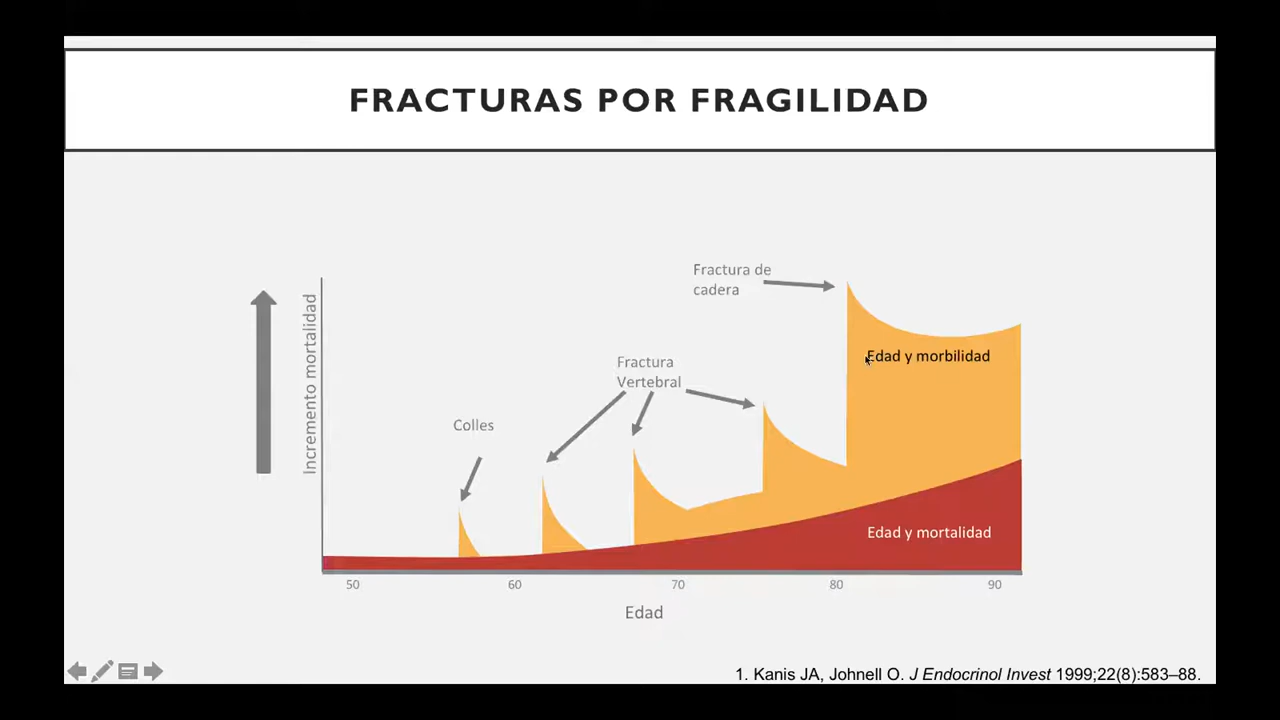 FRACTURAS POR FRAGILIDAD
Fractura de
cadera
Incremento mortalidad
Edad y morbilidad
Fractura
Vertebral
Colles
Edad y mortalidad
50 60 70 80 90
Edad
1. Kanis JA, Johnell O. J Endocrinol Invest 1999;22(8):583–88.